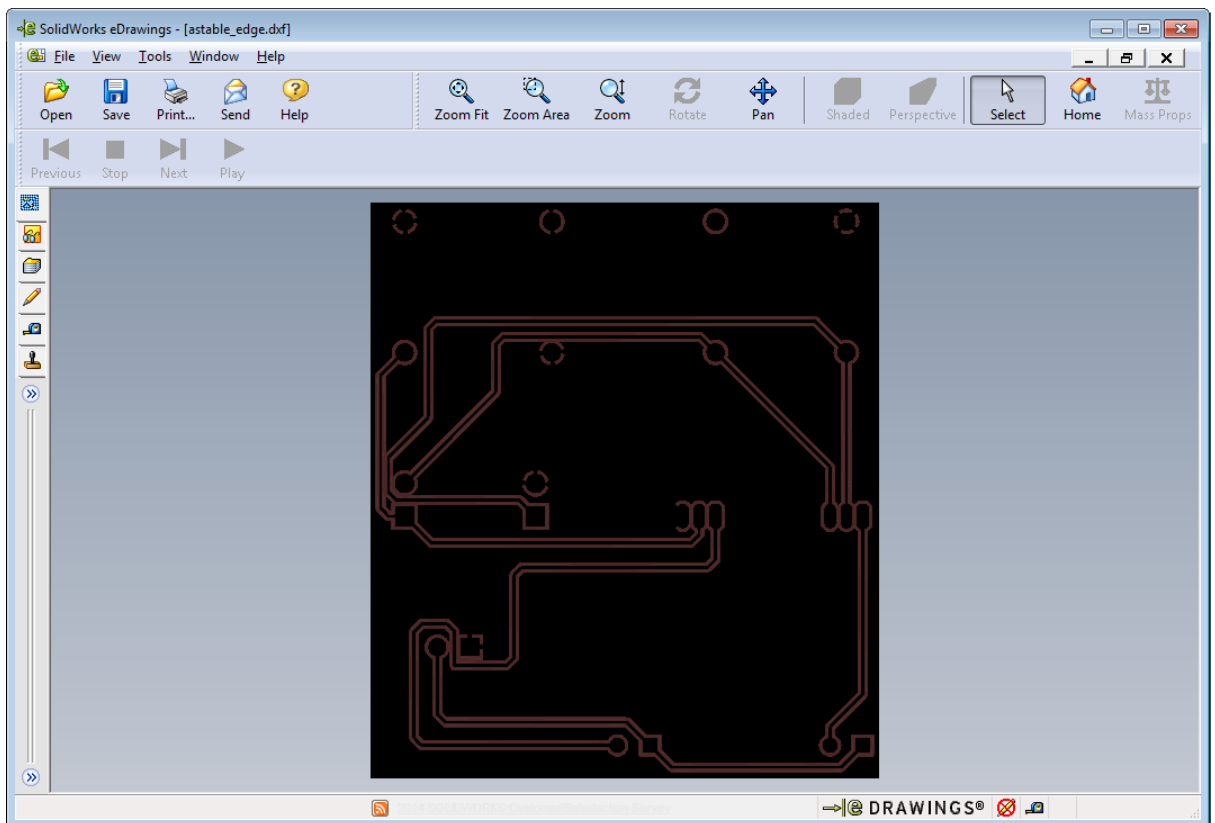 SolidWorks eDrawings - [astable_edge.dxf]
File View Tools Window Help
Open Save Print... Send Help Zoom Fit Zoom Area Zoom Rotate Pan Shaded Perspective Select Home Mass Props
Previous Stop Next Play
DRAWINGS®